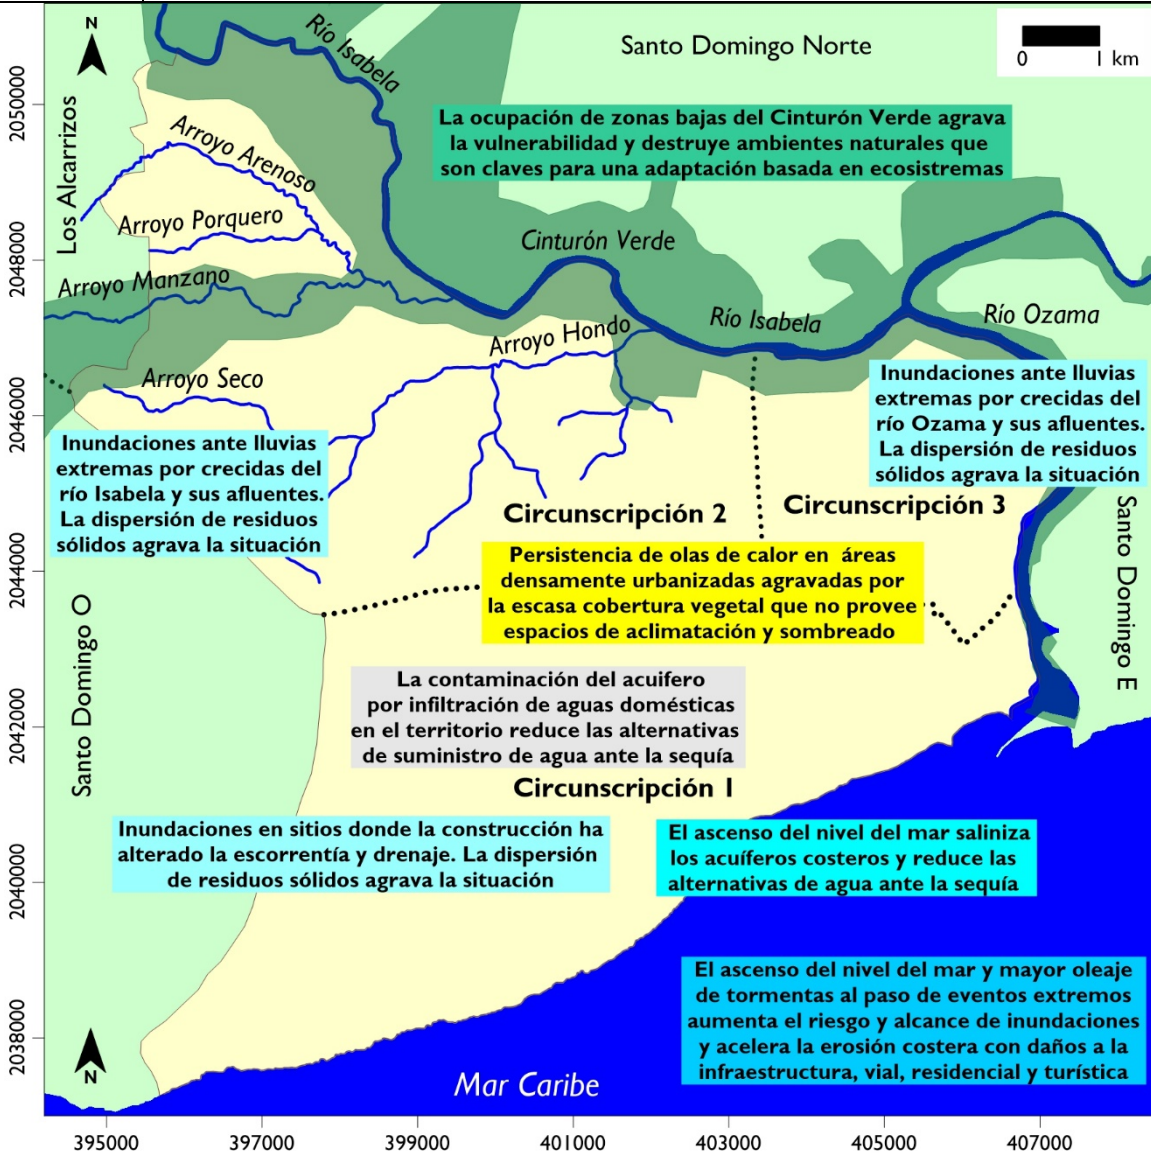 N
Río Isabela
Santo Domingo Norte
0 1 km
Los Alcarrizos
La ocupación de zonas bajas del Cinturón Verde agrava
la vulnerabilidad y destruye ambientes naturales que
son claves para una adaptación basada en ecosistremas
Arroyo Arenoso
Arroyo Porquero
Cinturón Verde
Arroyo Manzano
Río Isabela
Río Ozama
Arroyo Hondo
Arroyo Seco
Inundaciones ante lluvias
extremas por crecidas del
río Ozama y sus afluentes.
La dispersión de residuos
sólidos agrava la situación
Inundaciones ante lluvias
extremas por crecidas del
río Isabela y sus afluentes.
La dispersión de residuos
sólidos agrava la situación
Circunscripción 2
Circunscripción 3
Santo Domingo E
Persistencia de olas de calor en áreas
densamente urbanizadas agravadas por
la escasa cobertura vegetal que no provee
espacios de aclimatación y sombreado
Santo Domingo O
La contaminación del acuifero
por infiltración de aguas domésticas
en el territorio reduce las alternativas
de suministro de agua ante la sequía
Circunscripción 1
Inundaciones en sitios donde la construcción ha
alterado la escorrentía y drenaje. La dispersión
de residuos sólidos agrava la situación
El ascenso del nivel del mar saliniza
los acuíferos costeros y reduce las
alternativas de agua ante la sequía
El ascenso del nivel del mar y mayor oleaje
de tormentas al paso de eventos extremos
aumenta el riesgo y alcance de inundaciones
y acelera la erosión costera con daños a la
infraestructura, vial, residencial y turística
N
Mar Caribe
2050000
2048000
2046000
2044000
2042000
2040000
2038000
395000 397000 399000 401000 403000 405000 407000